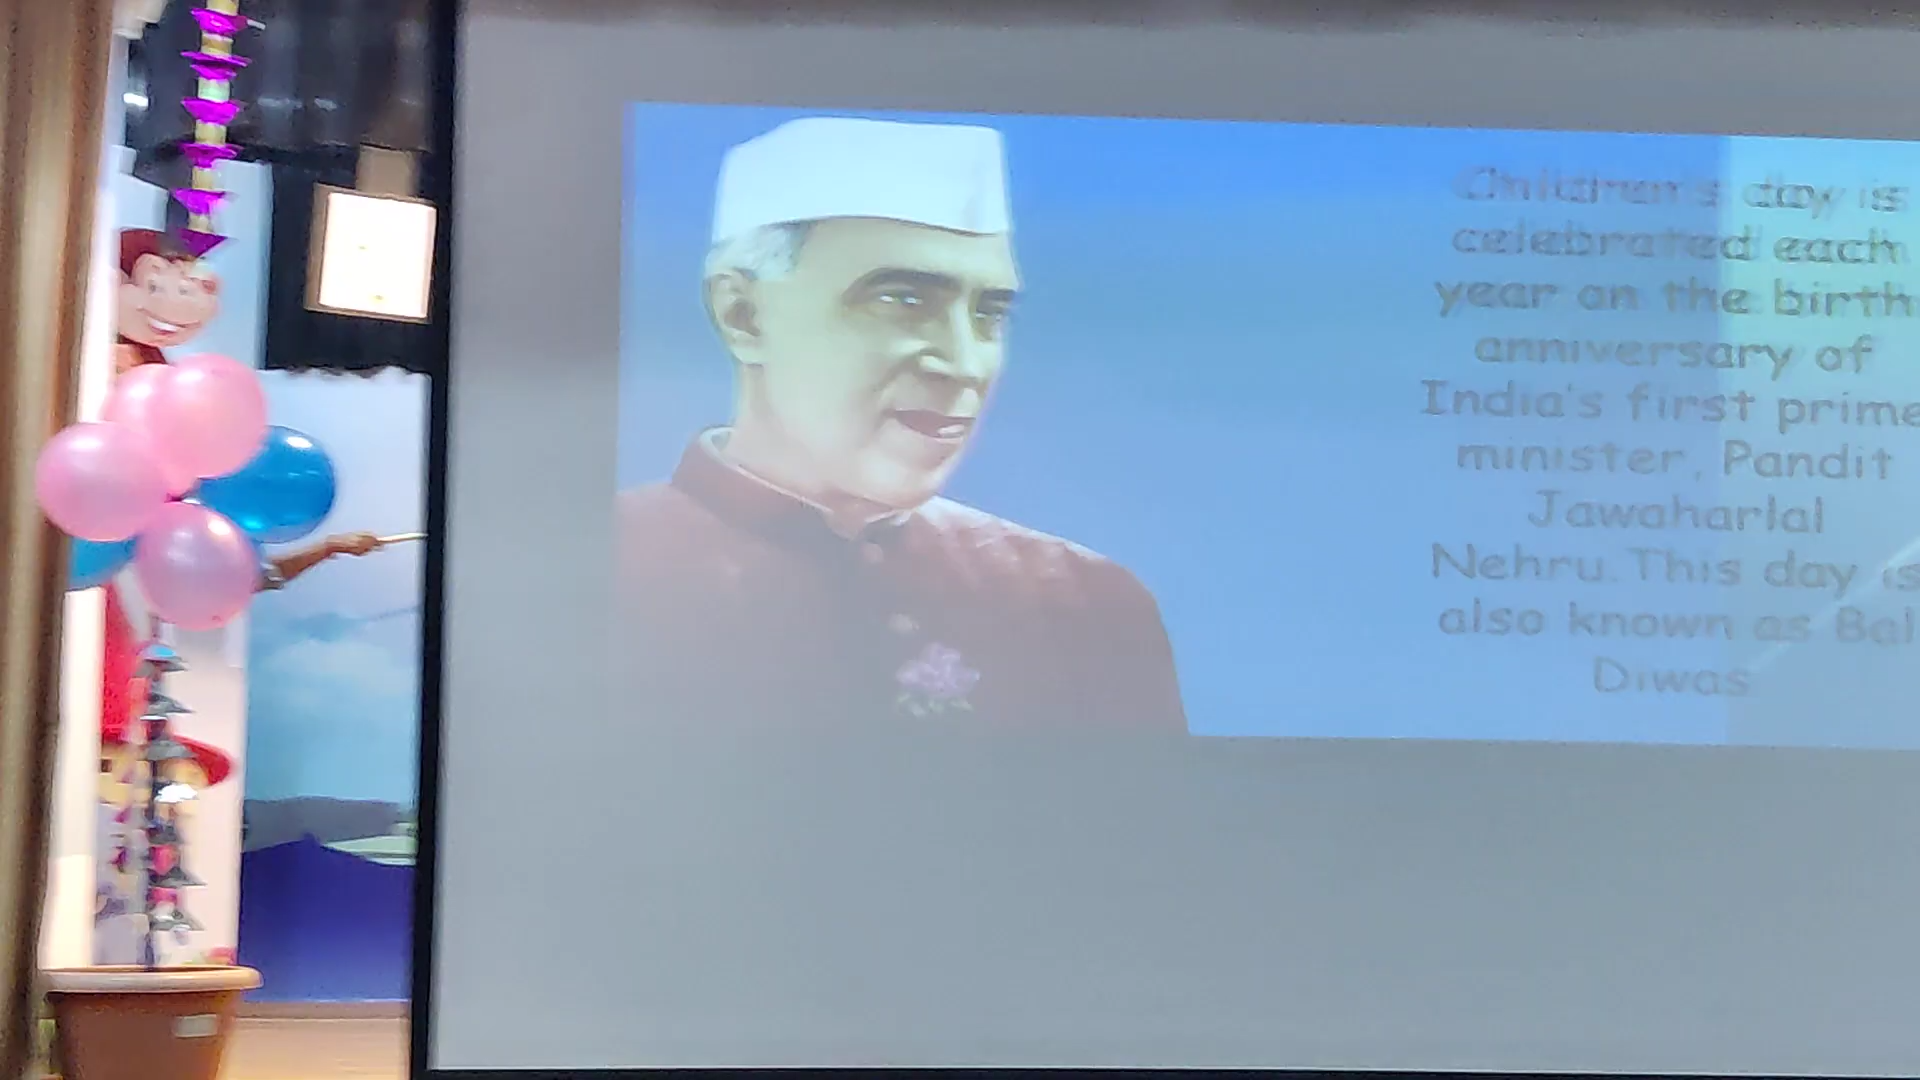 Children's day is
celebrated each
year on the birth
anniversary of
India's first prime
minister, Pandit
Jawaharlal
Nehru. This day is
also known as Bal
Diwas